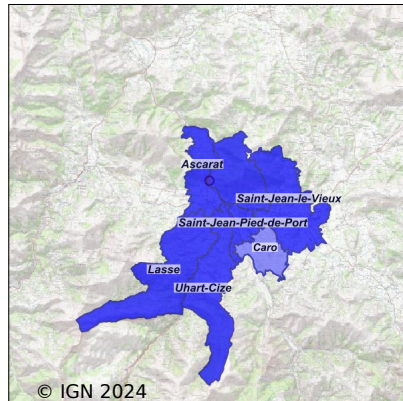 Ascarat
Saint-Jean-le-Vieux
Saint-Jean-Pied-de-Port
Caro
Lasse
Uhart-Cize
© IGN 2024